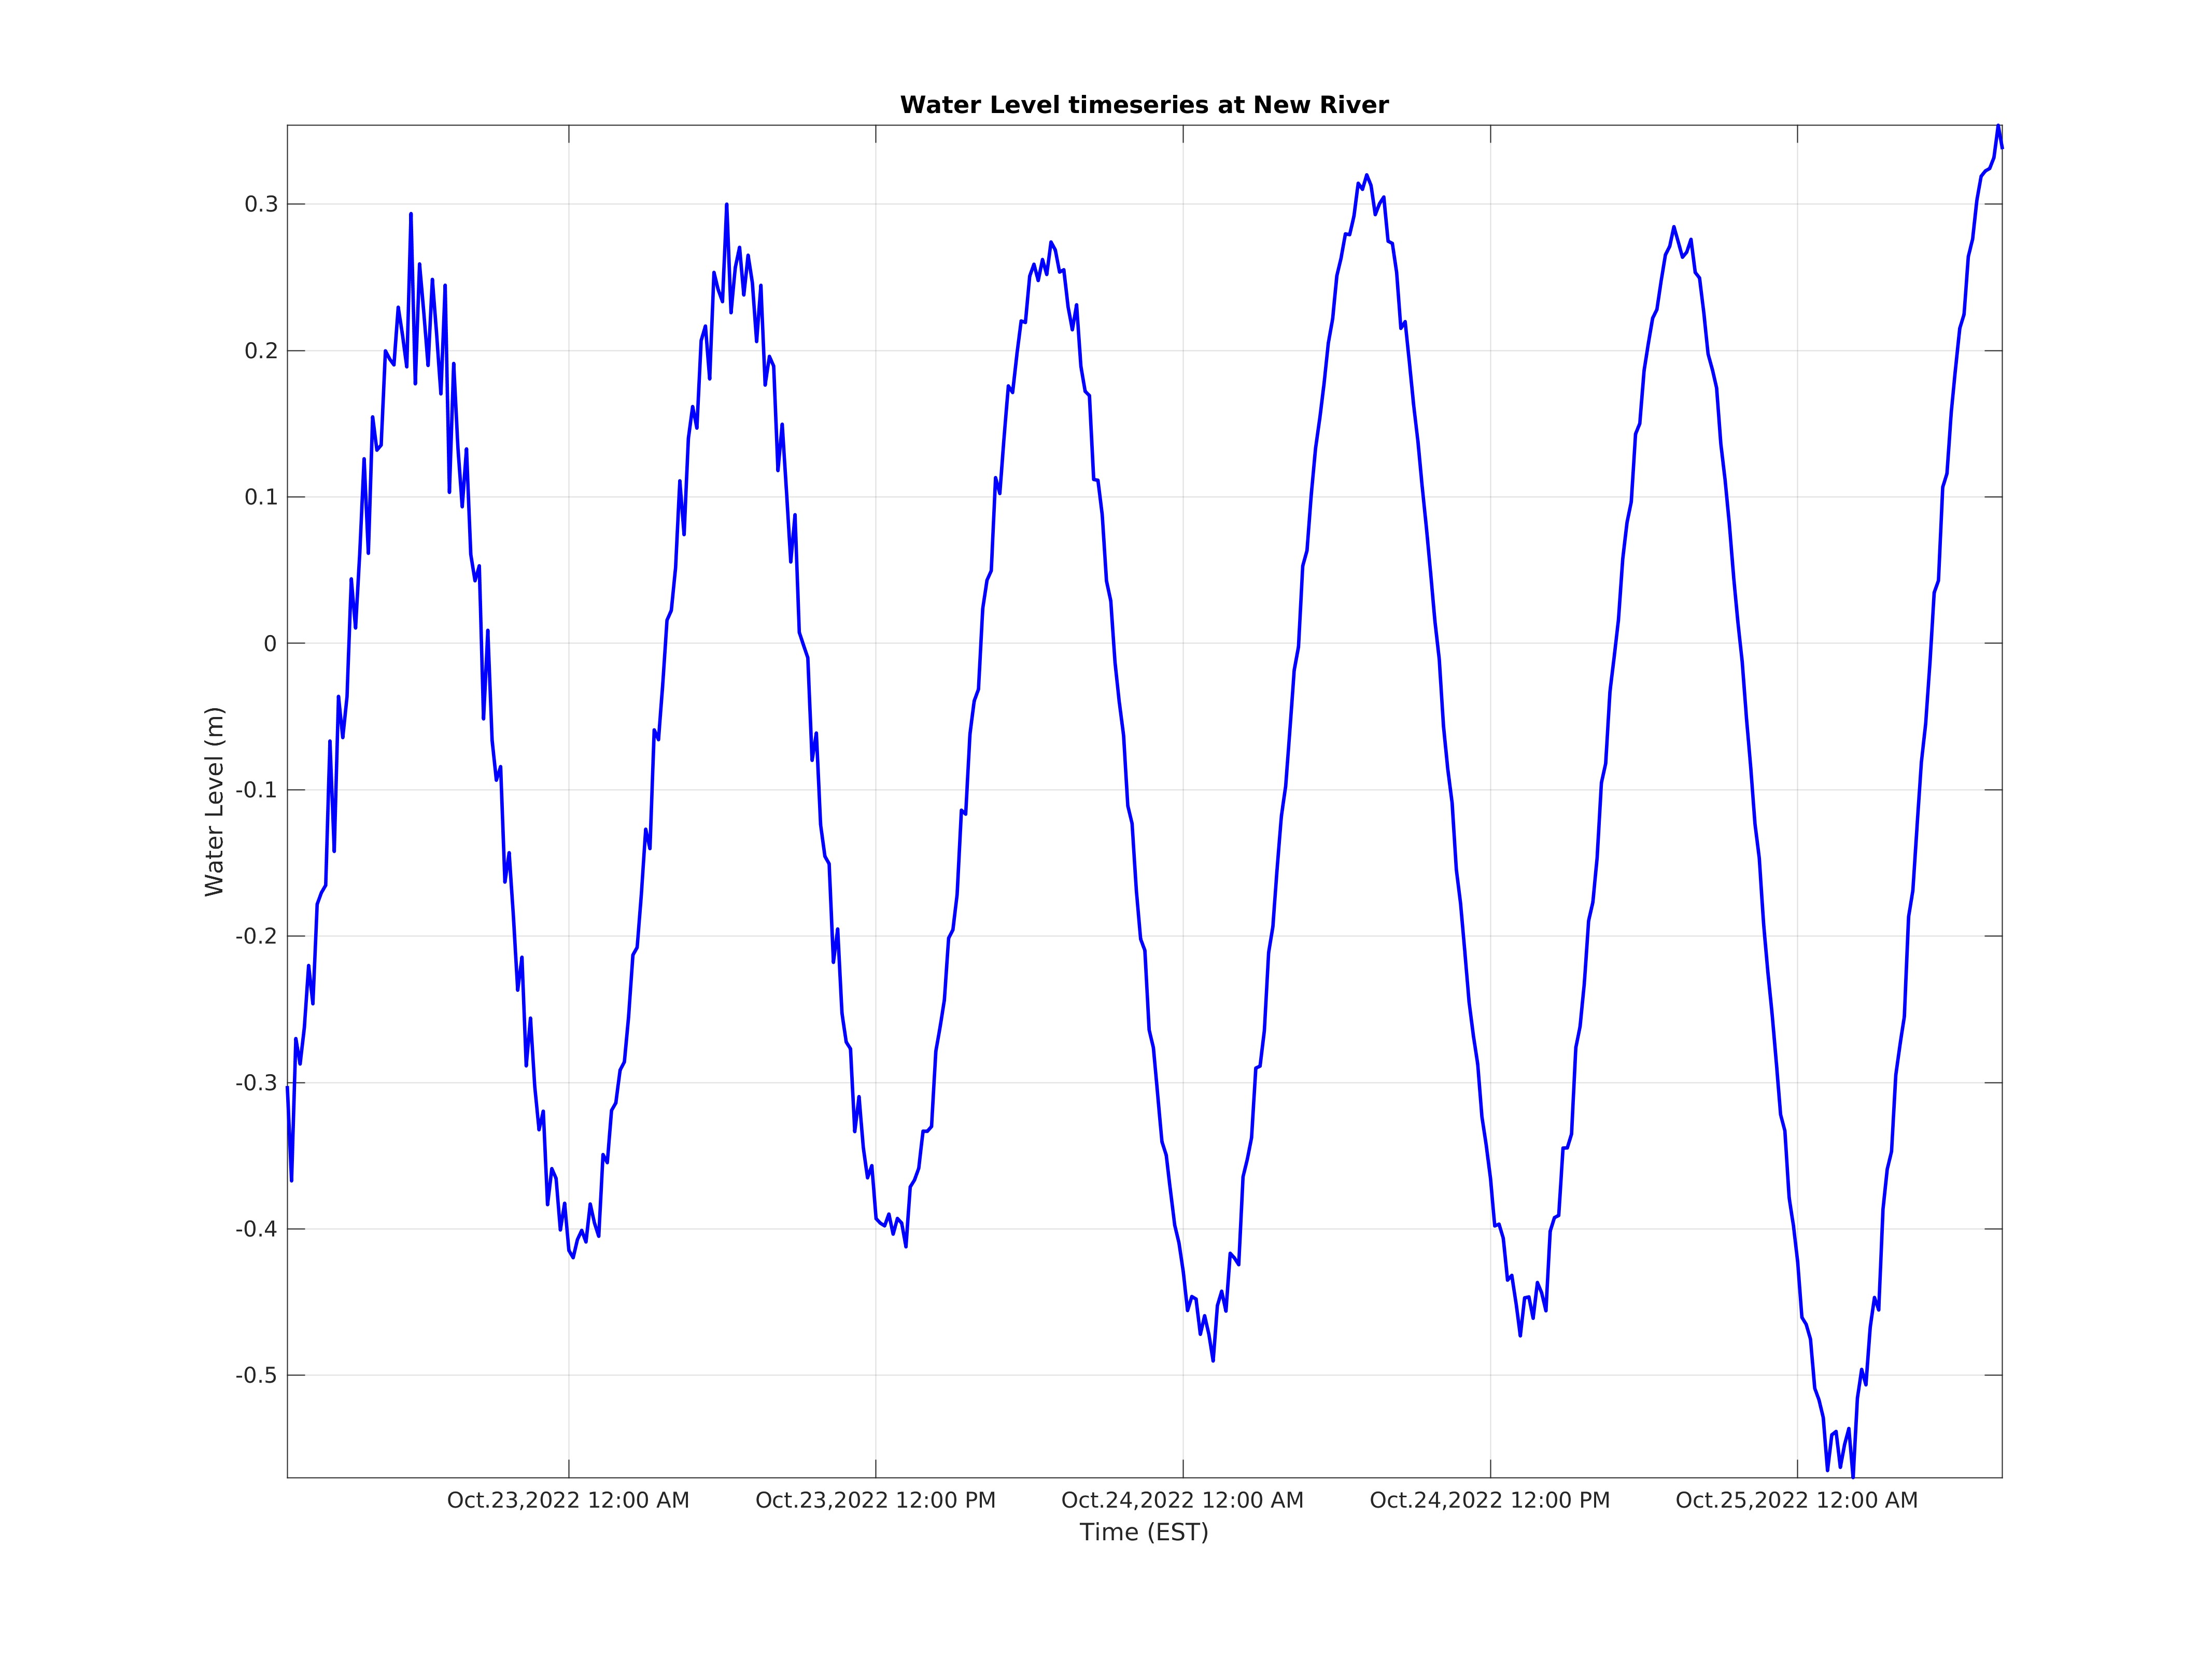 Water Level timeseries at New River
0.3
0.2
0.1
0
-0.1
-0.2
-0.3
-0.4
-0.5
Water Level (m)
Oct.23,2022 12:00 AM Oct.23,2022 12:00 PM Oct.24,2022 12:00 AM Oct.24,2022 12:00 PM Oct.25,2022 12:00 AM
Time (EST)